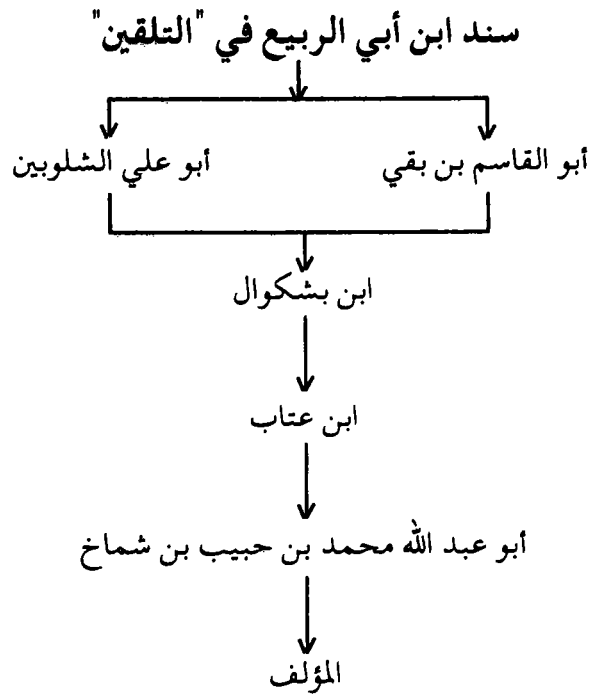 سند ابن أبي الربيع في "التلقين"
أبو القاسم بن بقي
أبو علي الشلوبين
ابن بشكوال
ابن عتاب
أبو عبد الله محمد بن حبيب بن شماخ
المؤلف